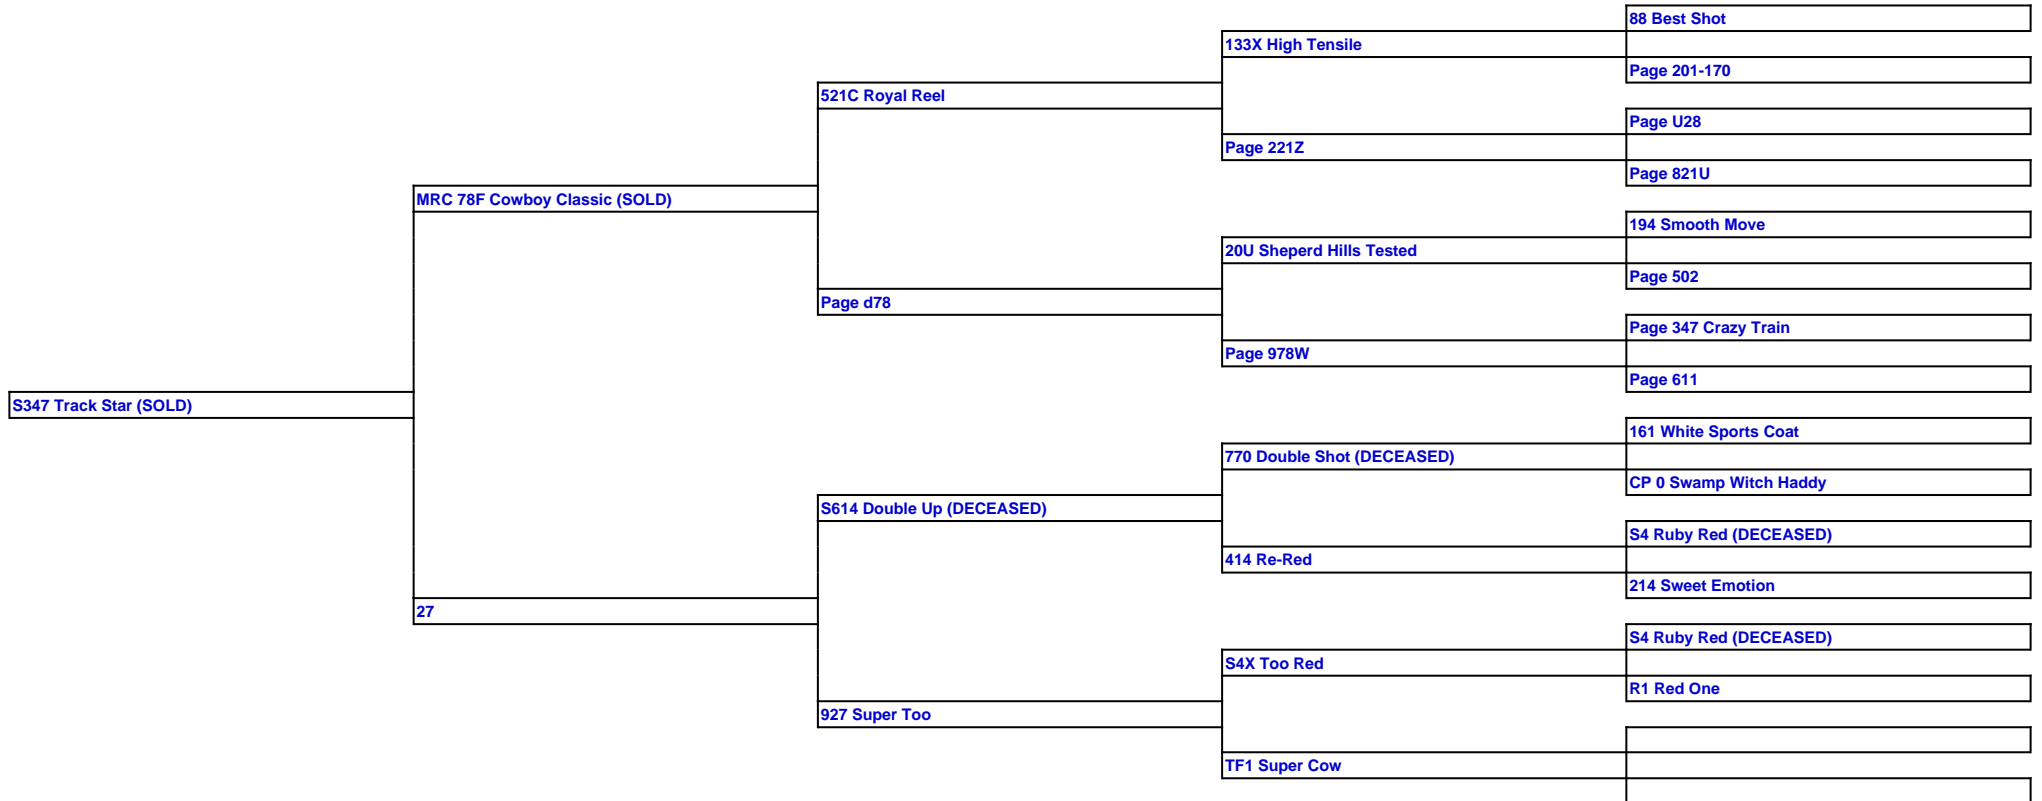 88 Best Shot
133X High Tensile
Page 201-170
521C Royal Reel
Page U28
Page 221Z
Page 821U
MRC 78F Cowboy Classic (SOLD)
194 Smooth Move
20U Sheperd Hills Tested
Page 502
Page d78
Page 347 Crazy Train
Page 978W
Page 611
S347 Track Star (SOLD)
161 White Sports Coat
770 Double Shot (DECEASED)
CP 0 Swamp Witch Haddy
S614 Double Up (DECEASED)
S4 Ruby Red (DECEASED)
414 Re-Red
214 Sweet Emotion
27
S4 Ruby Red (DECEASED)
S4X Too Red
R1 Red One
927 Super Too
TF1 Super Cow